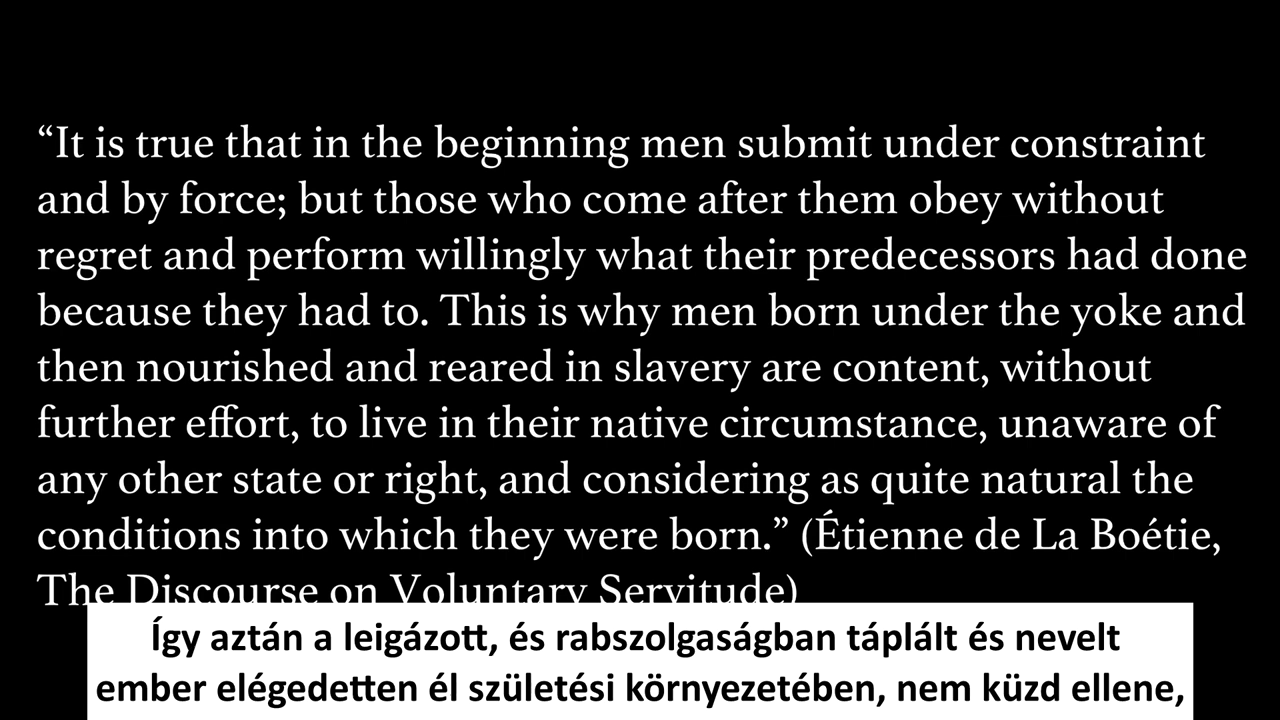 “It is true that in the beginning men submit under constraint
and by force; but those who come after them obey without
regret and perform willingly what their predecessors had done
because they had to. This is why men born under the yoke and
then nourished and reared in slavery are content, without
further effort, to live in their native circumstance, unaware of
any other state or right, and considering as quite natural the
conditions into which they were born.” (Étienne de La Boétie,
The Discourse on Voluntary Servitude)
Így aztán a leigázott, és rabszolgaságban táplált és nevelt
ember elégedetten él születési környezetében, nem küzd ellene,